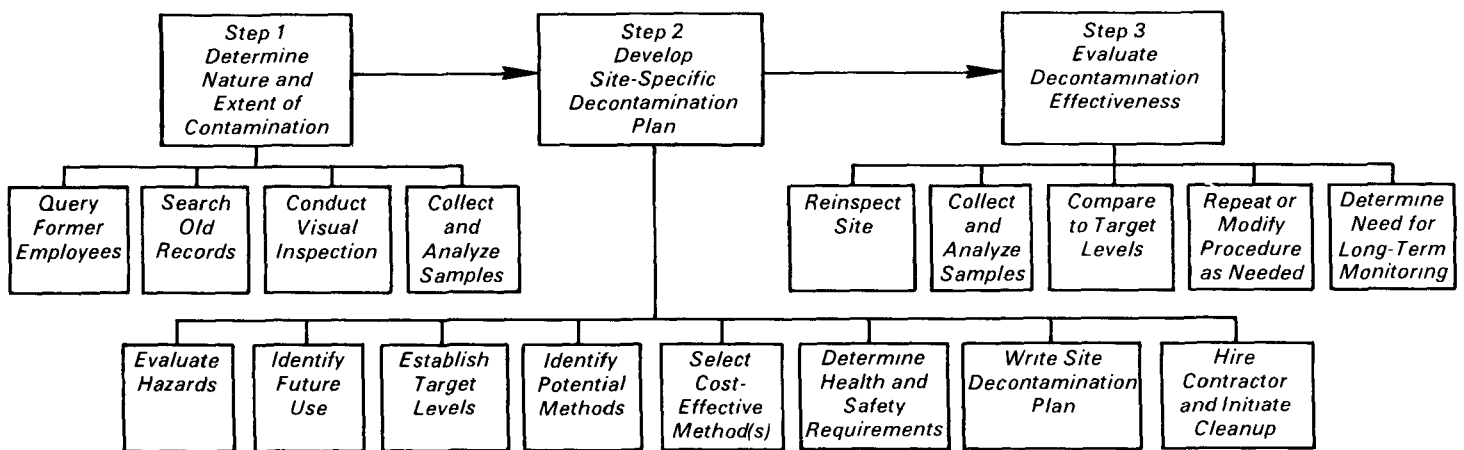 Step 1
Determine
Nature and
Extent of
Contamination
Step 2
Develop
Site-Specific
Decontamination
Plan
Step 3
Evaluate
Decontamination
Effectiveness
Query
Former
Employees
Search
Old
Records
Conduct
Visual
Inspection
Collect
and
Analyze
Samples
Reinspect
Site
Collect
and
Analyze
Samples
Compare
to Target
Levels
Repeat or
Modify
Procedure
as Needed
Determine
Need for
Long-Term
Monitoring
Evaluate
Hazards
Identify
Future
Use
Establish
Target
Levels
Identify
Potential
Methods
Select
Cost-
Effective
Method(s)
Determine
Health and
Safety
Requirements
Write Site
Decontamination
Plan
Hire
Contractor
and Initiate
Cleanup